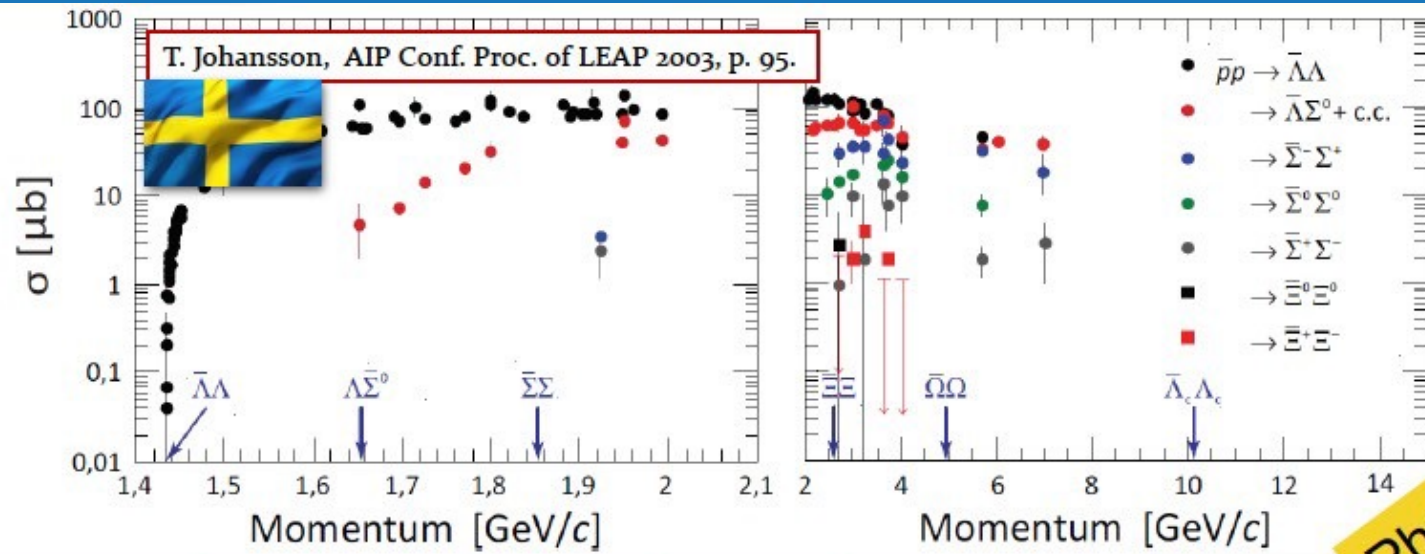 T. Johansson, AIP Conf. Proc. of LEAP 2003, p. 95.
σ [μb]
1000
100
10
1
0,1
0,01
Λ̅Λ
ΛΣ̅⁰
Σ̅Σ
1,4 1,5 1,6 1,7 1,8 1,9 2 2,1
Momentum [GeV/c]
p̅p → Λ̅Λ
→ Λ̅Σ⁰ + c.c.
→ Σ̅⁻Σ⁺
→ Σ̅⁰Σ⁰
→ Σ̅⁺Σ⁻
→ Ξ̅⁰Ξ⁰
→ Ξ̅⁺Ξ⁻
Ξ̅Ξ
Ω̅Ω
Λ̅cΛc
2 4 6 8 10 12 14
Momentum [GeV/c]